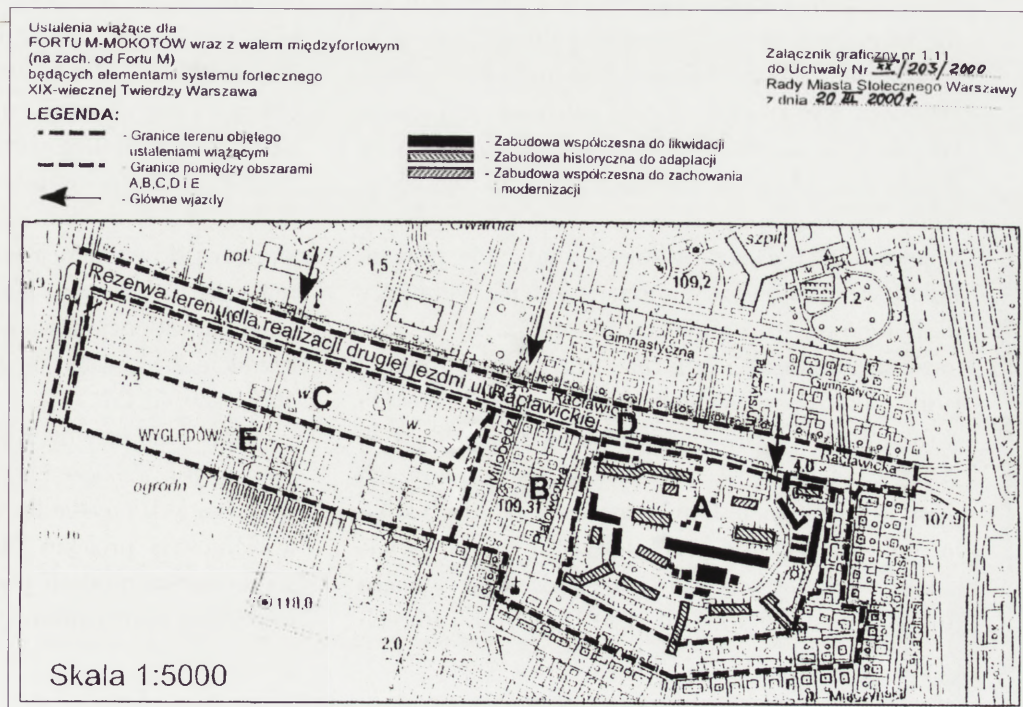 Ustalenia wiążące dla
FORTU M-MOKOTÓW wraz z wałem międzyfortowym
(na zach. od Fortu M)
będących elementami systemu fortecznego
XIX-wiecznej Twierdzy Warszawa
Załącznik graficzny nr 1.11
do Uchwały Nr XX/203/2000
Rady Miasta Stołecznego Warszawy
z dnia 20 III 2000 r.
LEGENDA:
- Granice terenu objętego
ustaleniami wiążącymi
- Granice pomiędzy obszarami
A,B,C,D i E
- Główne wjazdy
- Zabudowa współczesna do likwidacji
- Zabudowa historyczna do adaptacji
- Zabudowa współczesna do zachowania
i modernizacji
hot.
1,5
szpit
109,2
1.2
Rezerwa terenu dla realizacji drugiej jezdni ul. Racławickiej
Gimnastyczna
Gimnastyczna
Racławicka
C
w
w
D
4,0
WYGLĘDÓW
E
ogrodn
Miłobędz
B
109,31
A
107,9
118,0
2,0
Skala 1:5000